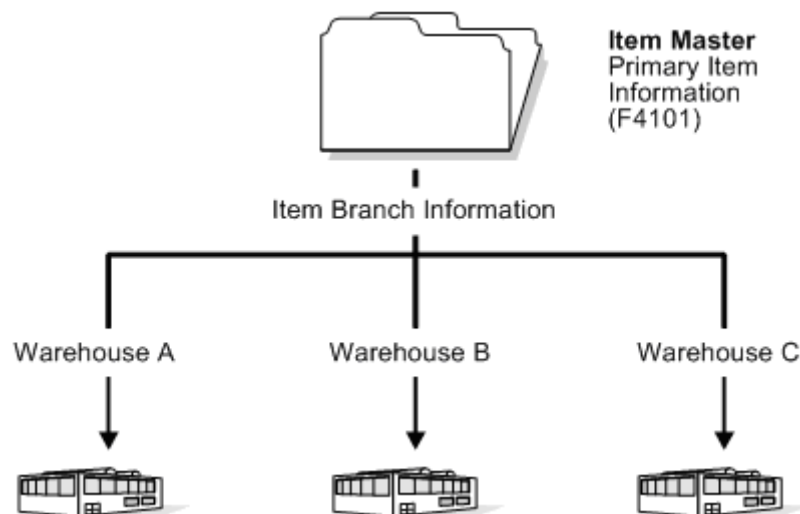 Item Master
Primary Item
Information
(F4101)
Item Branch Information
Warehouse A
Warehouse B
Warehouse C